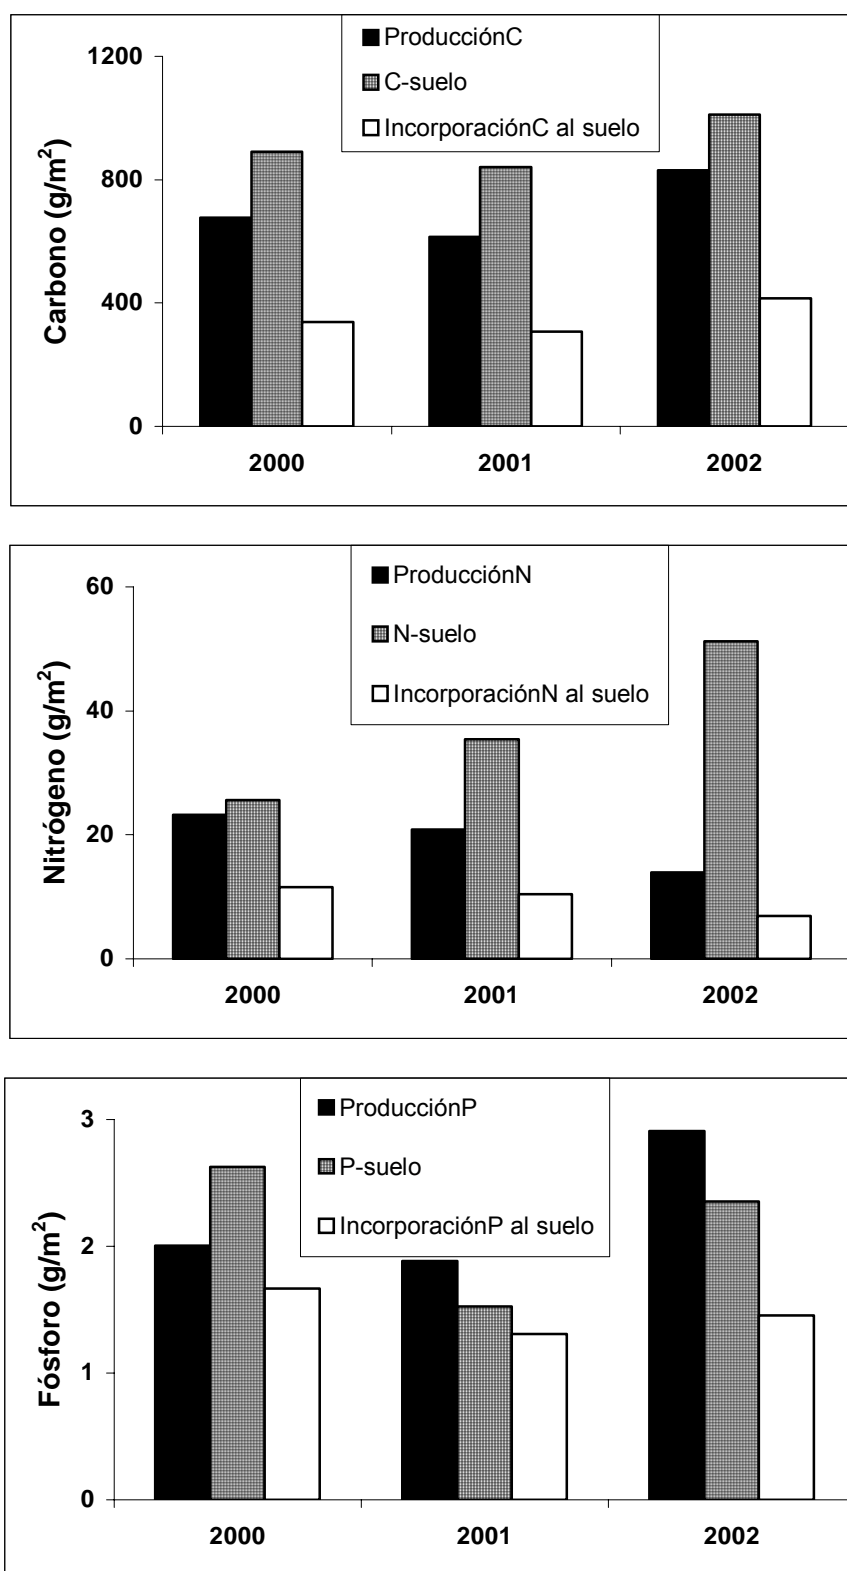 ProducciónC
C-suelo
IncorporaciónC al suelo
1200
800
400
0
Carbono (g/m²)
2000 2001 2002
ProducciónN
N-suelo
IncorporaciónN al suelo
60
40
20
0
Nitrógeno (g/m²)
2000 2001 2002
ProducciónP
P-suelo
IncorporaciónP al suelo
3
2
1
0
Fósforo (g/m²)
2000 2001 2002